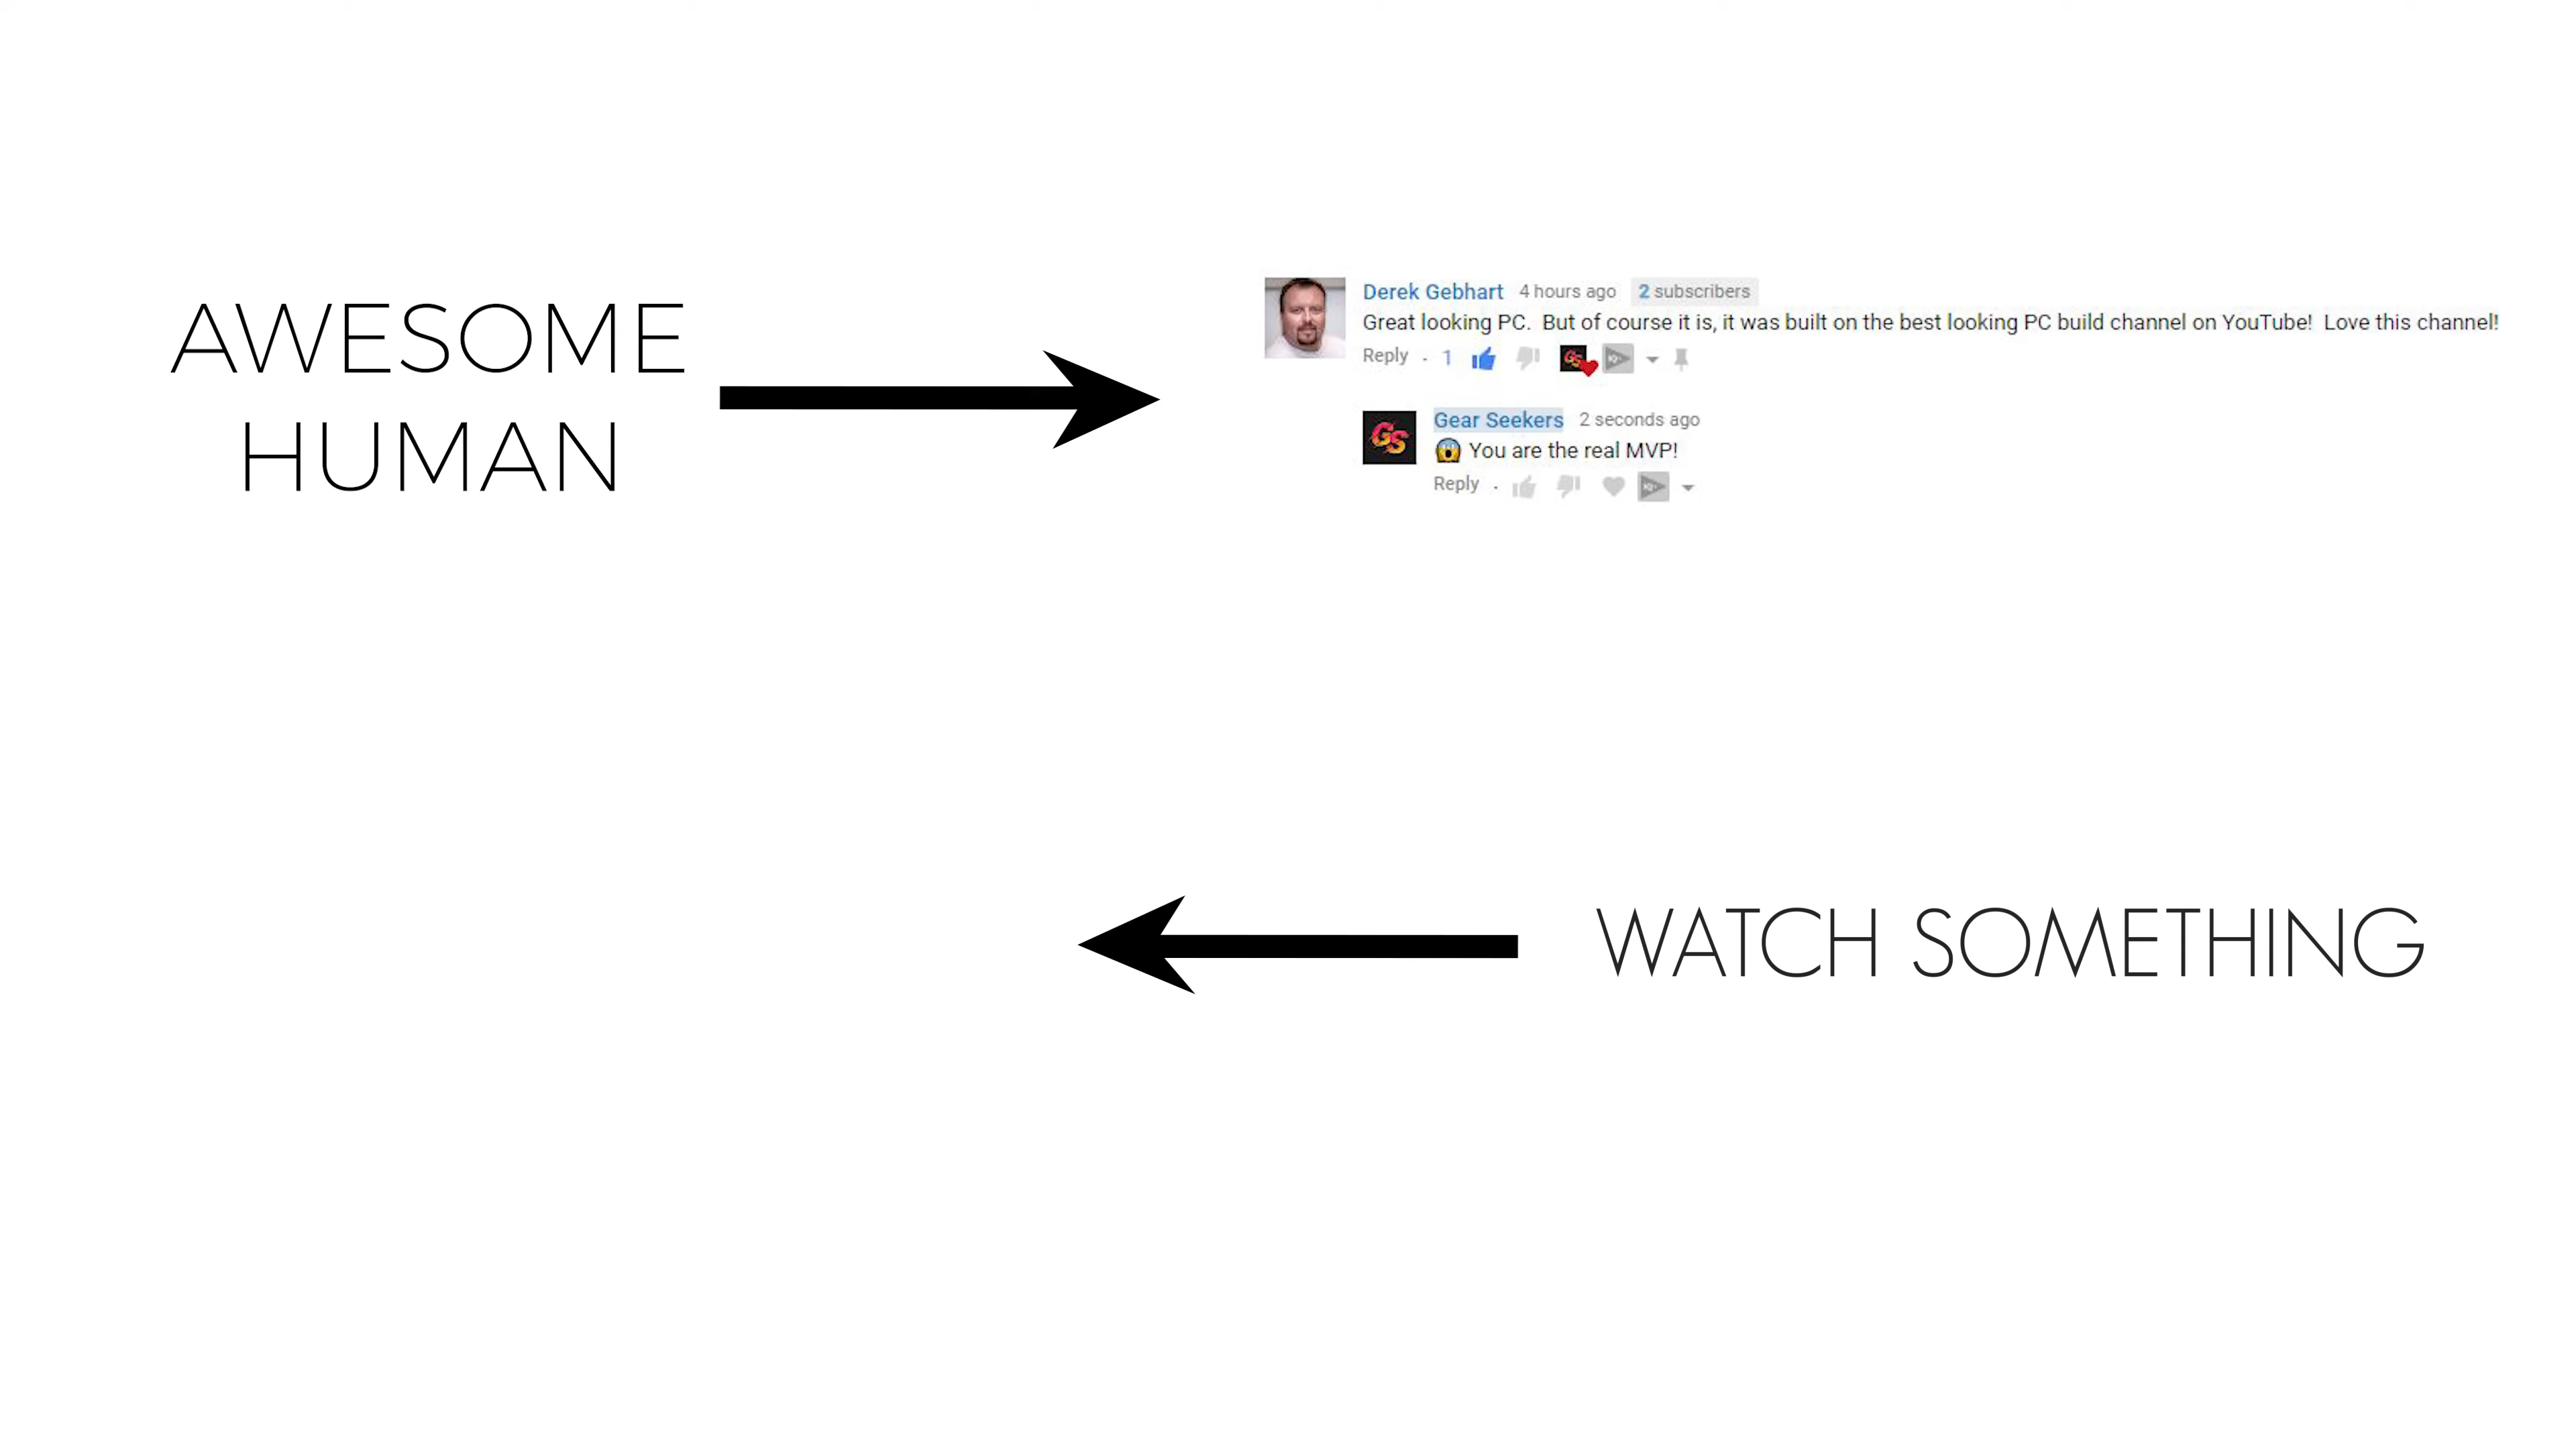 AWESOME
HUMAN
Derek Gebhart 4 hours ago 2 subscribers
Great looking PC. But of course it is, it was built on the best looking PC build channel on YouTube! Love this channel!
Reply · 1
GS
Gear Seekers 2 seconds ago
😱 You are the real MVP!
Reply ·
WATCH SOMETHING